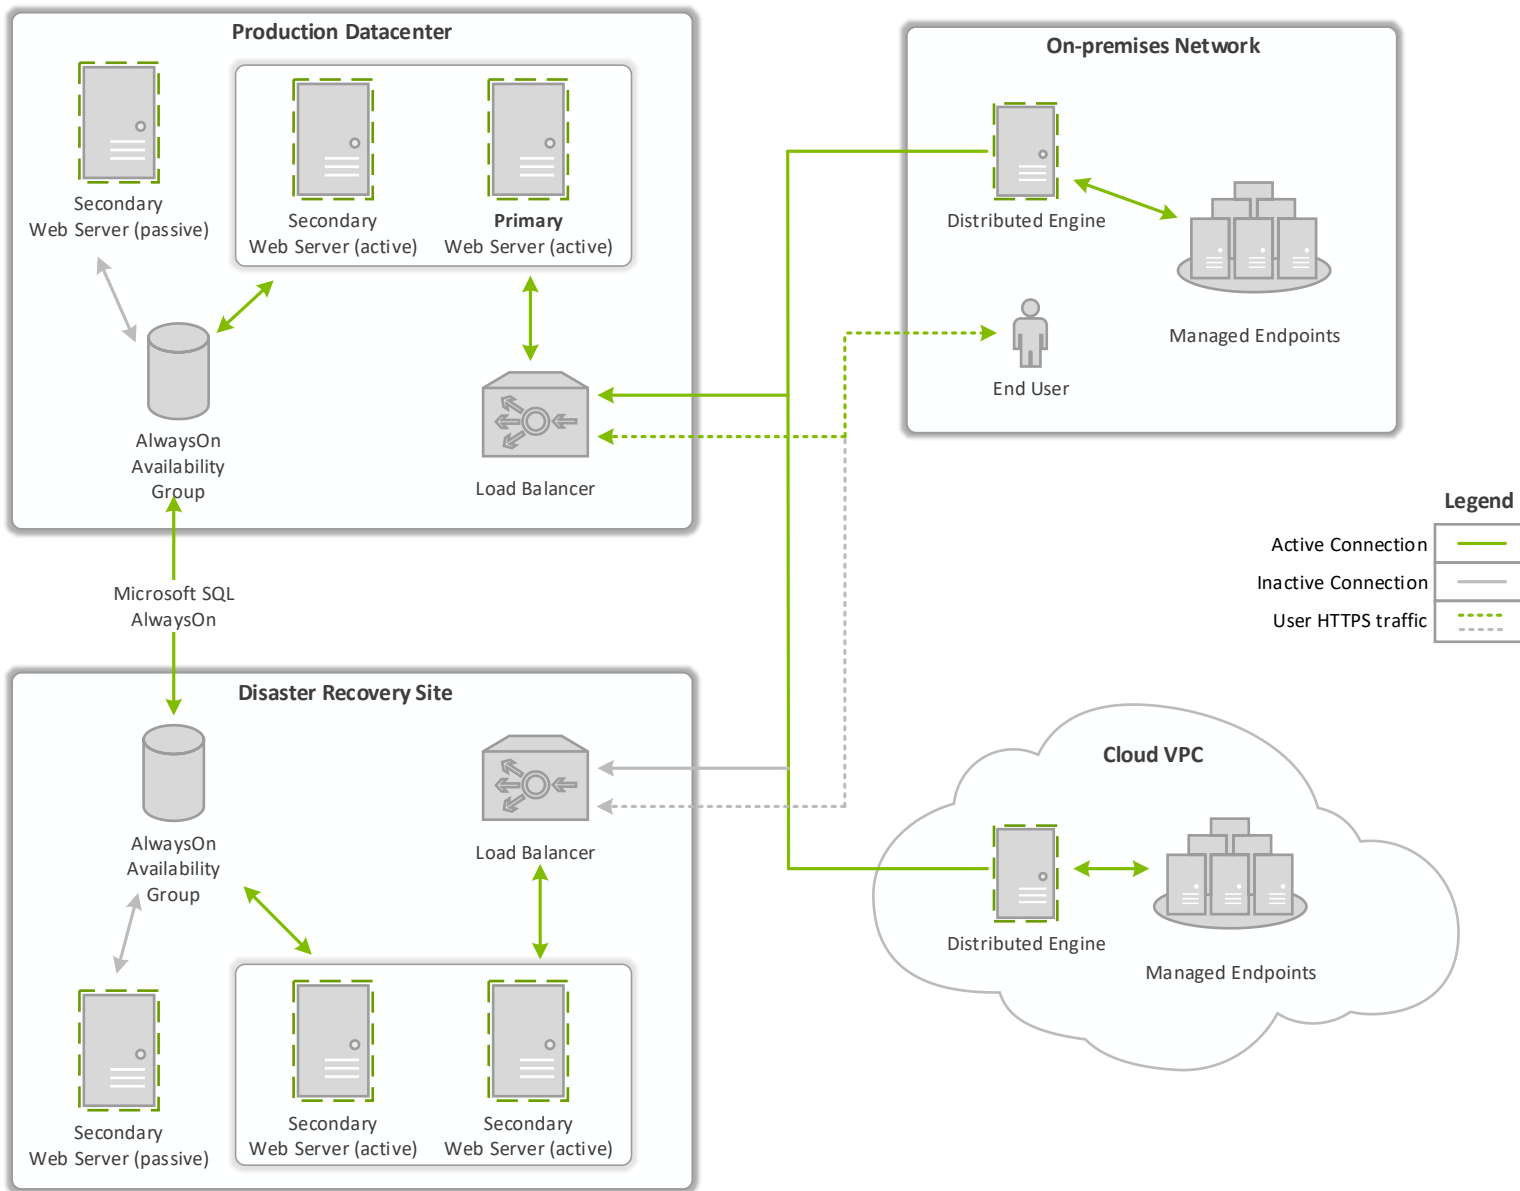 Production Datacenter
Secondary
Web Server (passive)
Secondary
Web Server (active)
Primary
Web Server (active)
AlwaysOn
Availability
Group
Load Balancer
On-premises Network
Distributed Engine
Managed Endpoints
End User
Microsoft SQL
AlwaysOn
Legend
Active Connection
Inactive Connection
User HTTPS traffic
Disaster Recovery Site
AlwaysOn
Availability
Group
Load Balancer
Secondary
Web Server (passive)
Secondary
Web Server (active)
Secondary
Web Server (active)
Cloud VPC
Distributed Engine
Managed Endpoints